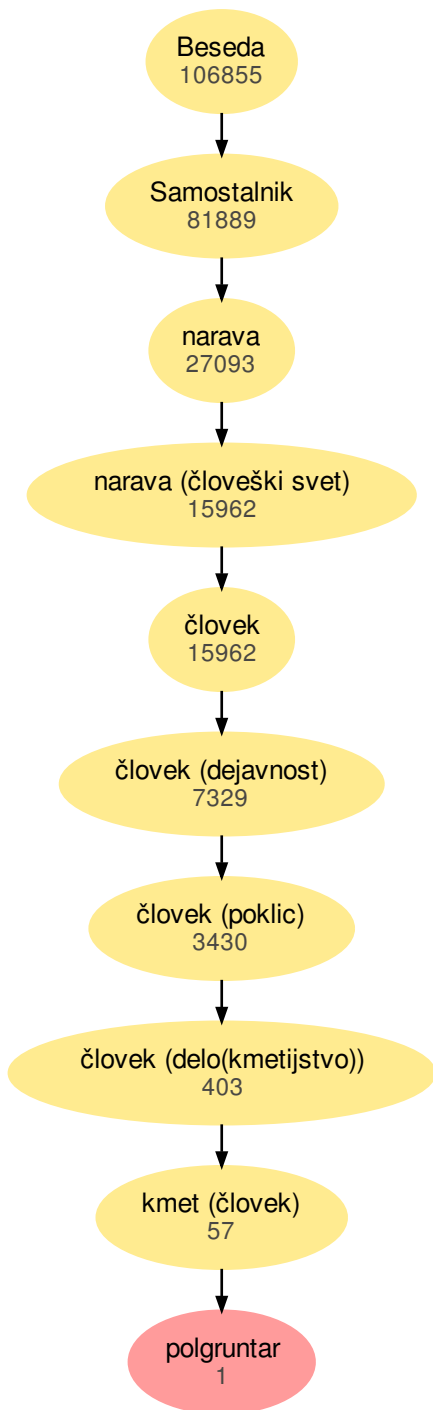 Beseda
106855
Samostalnik
81889
narava
27093
narava (človeški svet)
15962
človek
15962
človek (dejavnost)
7329
človek (poklic)
3430
človek (delo(kmetijstvo))
403
kmet (človek)
57
polgruntar
1